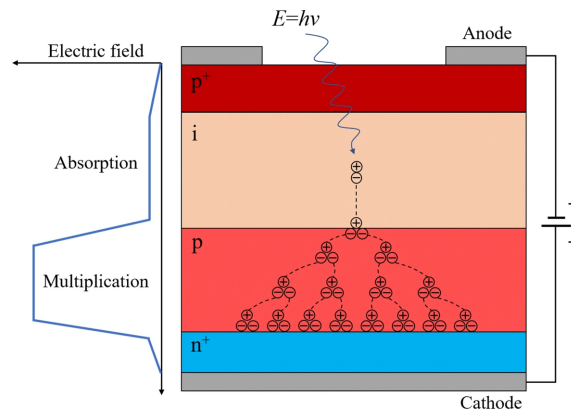 E=hν
Electric field
Anode
p⁺
i
Absorption
p
Multiplication
n⁺
Cathode